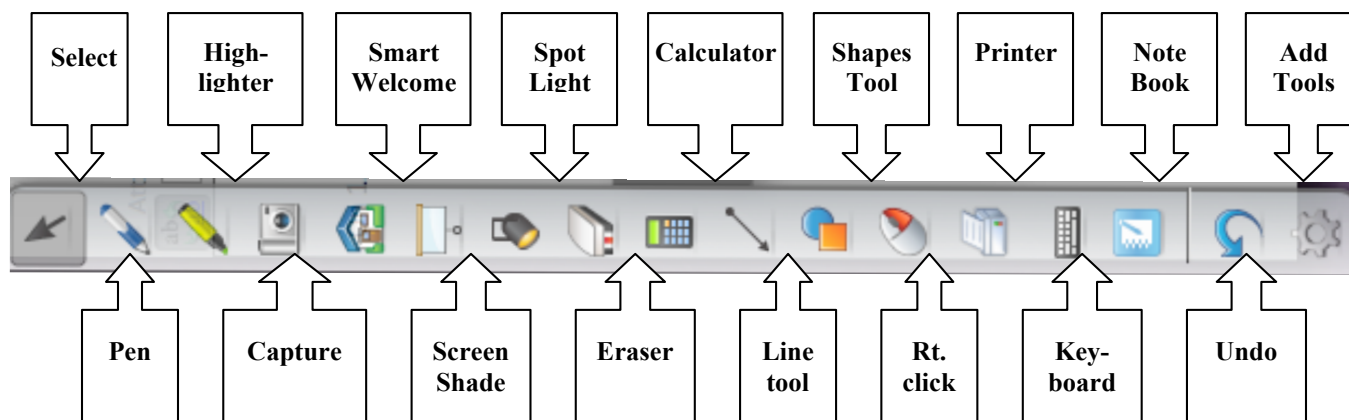 Select
High-
lighter
Smart
Welcome
Spot
Light
Calculator
Shapes
Tool
Printer
Note
Book
Add
Tools
Pen
Capture
Screen
Shade
Eraser
Line
tool
Rt.
click
Key-
board
Undo